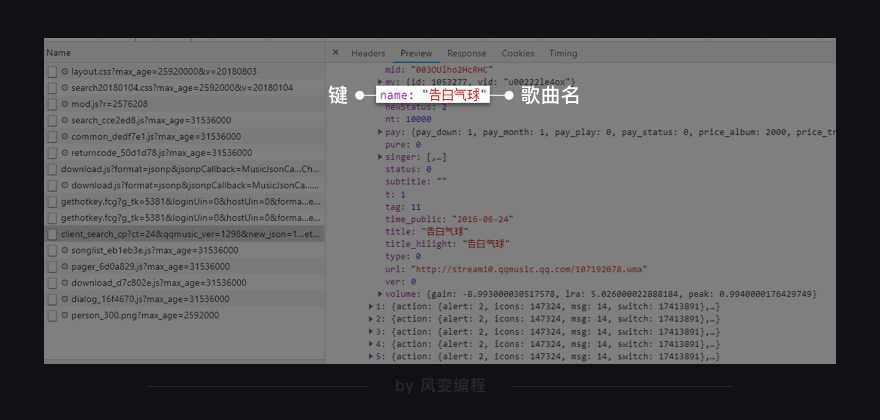 Name
× Headers Preview Response Cookies Timing
layout.css?max_age=25920000&v=20180803
search20180104.css?max_age=25920000&v=20180104
mod.js?r=2576208
search_cce2ed8.js?max_age=31536000
common_dedf7e1.js?max_age=31536000
returncode_50d1d78.js?max_age=31536000
download.js?format=jsonp&jsonpCallback=MusicJsonCa...Ch...
download.js?format=jsonp&jsonpCallback=MusicJsonCa......
gethotkey.fcg?g_tk=5381&loginUin=0&hostUin=0&forma...e...
gethotkey.fcg?g_tk=5381&loginUin=0&hostUin=0&forma...e...
client_search_cp?ct=24&qqmusic_ver=1298&new_json=1...et...
songlist_eb1eb3e.js?max_age=31536000
pager_6d0a829.js?max_age=31536000
download_d7c802e.js?max_age=31536000
dialog_16f4670.js?max_age=31536000
person_300.png?max_age=2592000
mid: "003OUlho2HcRHC"
mv: {id: 1053277, vid: "u00222le4ox"}
键 name: "告白气球" 歌曲名
newStatus: 2
nt: 10000
pay: {pay_down: 1, pay_month: 1, pay_play: 0, pay_status: 0, price_album: 2000, price_tr
pure: 0
singer: [,…]
status: 0
subtitle: ""
t: 1
tag: 11
time_public: "2016-06-24"
title: "告白气球"
title_hilight: "告白气球"
type: 0
url: "http://stream10.qqmusic.qq.com/107192078.wma"
ver: 0
volume: {gain: -8.993000030517578, lra: 5.026000022888184, peak: 0.9940000176429749}
1: {action: {alert: 2, icons: 147324, msg: 14, switch: 17413891},…}
2: {action: {alert: 2, icons: 147324, msg: 14, switch: 17413891},…}
3: {action: {alert: 2, icons: 147324, msg: 14, switch: 17413891},…}
4: {action: {alert: 2, icons: 147324, msg: 14, switch: 17413891},…}
5: {action: {alert: 2, icons: 147324, msg: 14, switch: 17413891},…}
by 风变编程